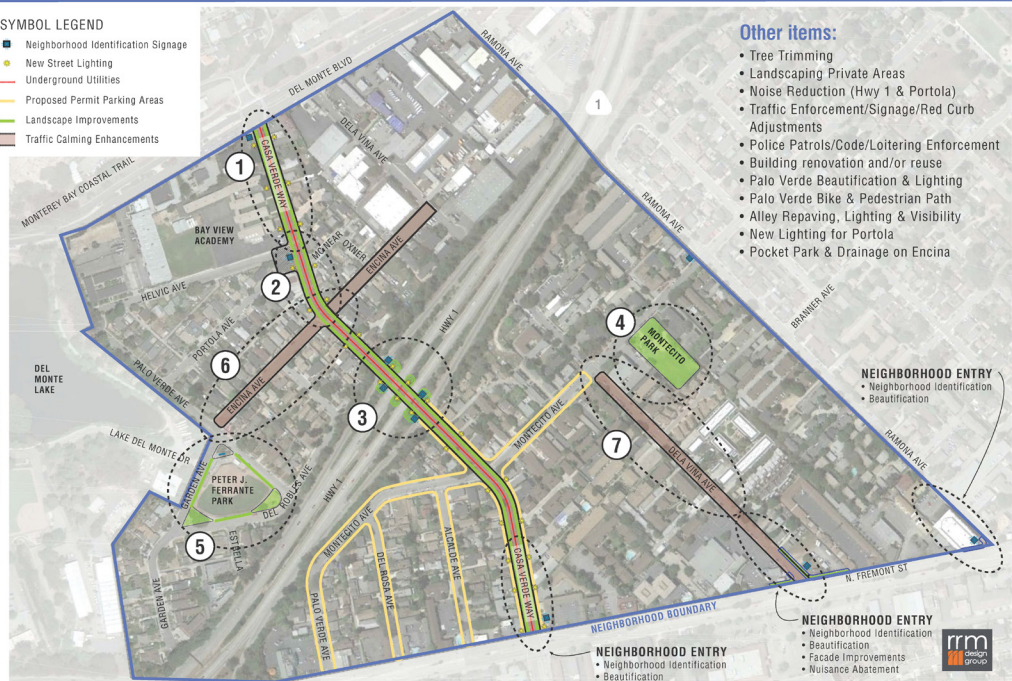 SYMBOL LEGEND
Neighborhood Identification Signage
New Street Lighting
Underground Utilities
Proposed Permit Parking Areas
Landscape Improvements
Traffic Calming Enhancements
Other items:
• Tree Trimming
• Landscaping Private Areas
• Noise Reduction (Hwy 1 & Portola)
• Traffic Enforcement/Signage/Red Curb
Adjustments
• Police Patrols/Code/Loitering Enforcement
• Building renovation and/or reuse
• Palo Verde Beautification & Lighting
• Palo Verde Bike & Pedestrian Path
• Alley Repaving, Lighting & Visibility
• New Lighting for Portola
• Pocket Park & Drainage on Encina
RAMONA AVE
DEL MONTE BLVD
1
DELA VINA AVE
MONTEREY BAY COASTAL TRAIL
1
CASA VERDE WAY
RAMONA AVE
BAY VIEW
ACADEMY
MCNEAR
OXNER
ENCINA AVE
2
HELVIC AVE
HWY 1
BRANNER AVE
4
MONTECITO
PARK
PORTOLA AVE
6
DEL
MONTE
LAKE
PALO VERDE AVE
ENCINA AVE
3
NEIGHBORHOOD ENTRY
• Neighborhood Identification
• Beautification
MONTECITO AVE
7
LAKE DEL MONTE DR
RAMONA AVE
GARDEN AVE
PETER J.
FERRANTE
PARK
DEL ROBLES AVE
HWY 1
DELA VINA AVE
5
ESTRELLA
MONTECITO AVE
DEL ROSA AVE
ALCALDE AVE
CASA VERDE WAY
N. FREMONT ST
GARDEN AVE
PALO VERDE AVE
NEIGHBORHOOD BOUNDARY
NEIGHBORHOOD ENTRY
• Neighborhood Identification
• Beautification
NEIGHBORHOOD ENTRY
• Neighborhood Identification
• Beautification
• Facade Improvements
• Nuisance Abatement
rrm
design
group